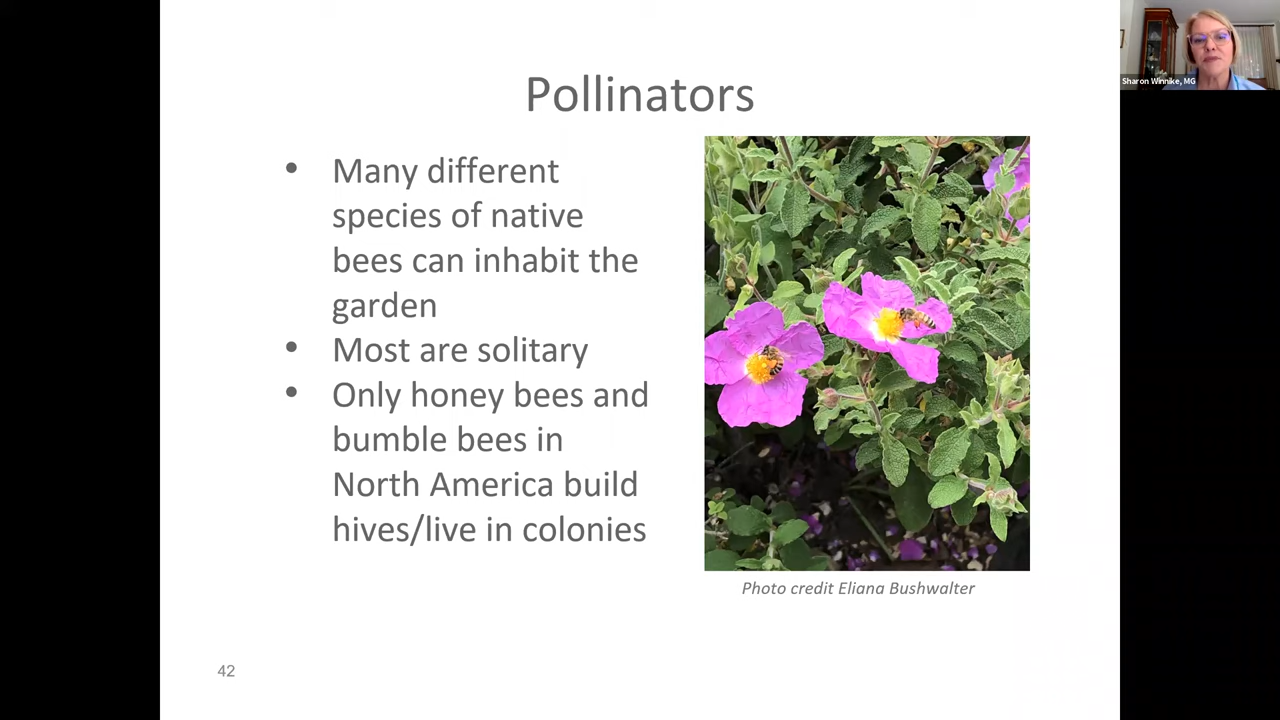 Sharon Winnike, MG
Pollinators
• Many different
species of native
bees can inhabit the
garden
• Most are solitary
• Only honey bees and
bumble bees in
North America build
hives/live in colonies
Photo credit Eliana Bushwalter
42